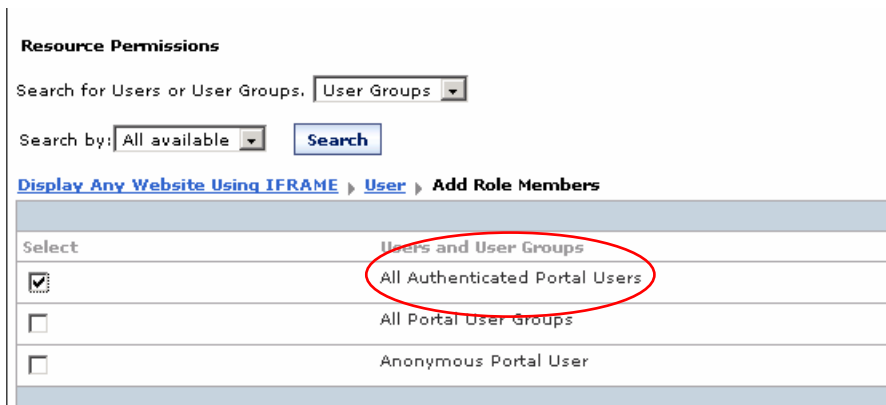 Resource Permissions
Search for Users or User Groups. User Groups
Search by: All available Search
Display Any Website Using IFRAME User Add Role Members
Select Users and User Groups
All Authenticated Portal Users
All Portal User Groups
Anonymous Portal User